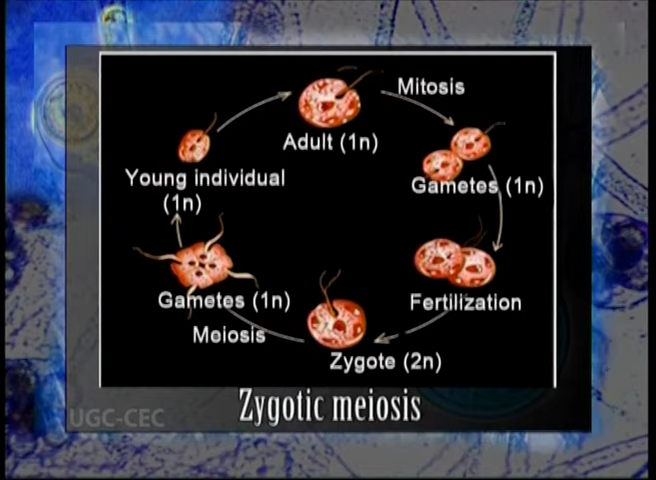 Mitosis
Adult (1n)
Gametes (1n)
Young individual
(1n)
Fertilization
Gametes (1n)
Meiosis
Zygote (2n)
Zygotic meiosis
UGC-CEC